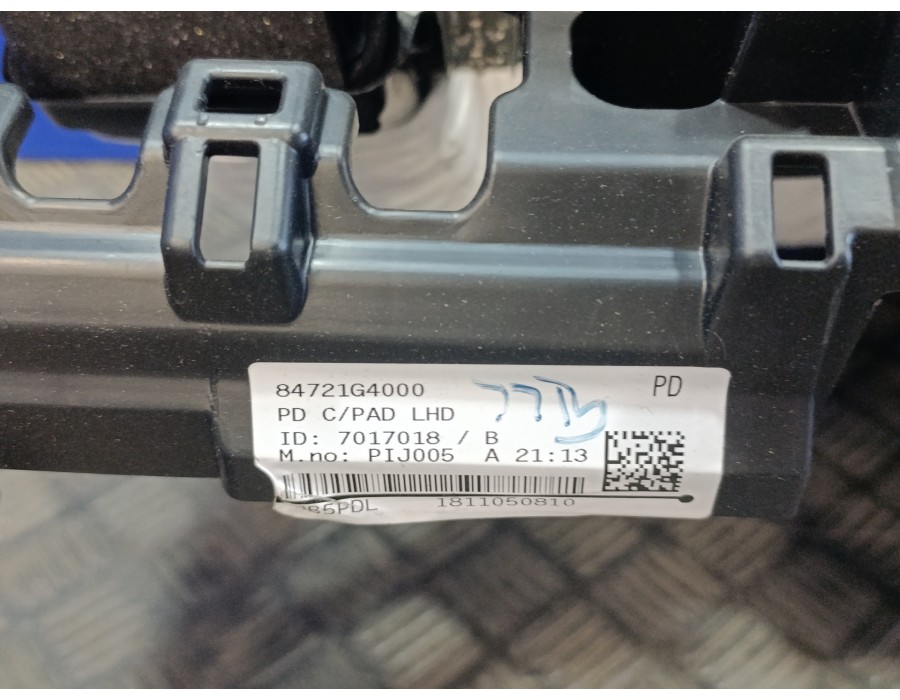 84721G4000 PD
PD C/PAD LHD
ID: 7017018 / B
M.no: PIJ005 A 21:13
1811050810